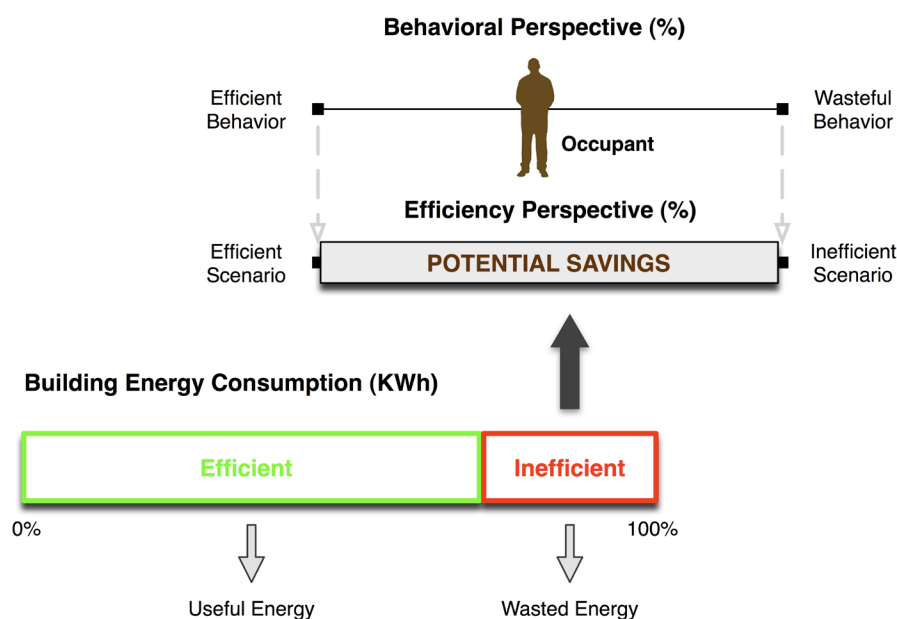 Behavioral Perspective (%)
Efficient
Behavior
Wasteful
Behavior
Occupant
Efficiency Perspective (%)
Efficient
Scenario
POTENTIAL SAVINGS
Inefficient
Scenario
Building Energy Consumption (KWh)
Efficient
Inefficient
0%
100%
Useful Energy
Wasted Energy